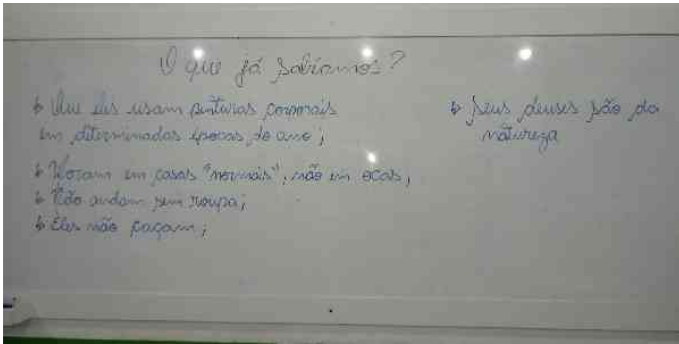 O que já sabíamos?
↳ Que eles usam pinturas corporais
em determinadas épocas do ano;
↳ Moram em casas "normais", não em ocas;
↳ Não andam sem roupa;
↳ Eles não caçam;
↳ Seus deuses são da
natureza